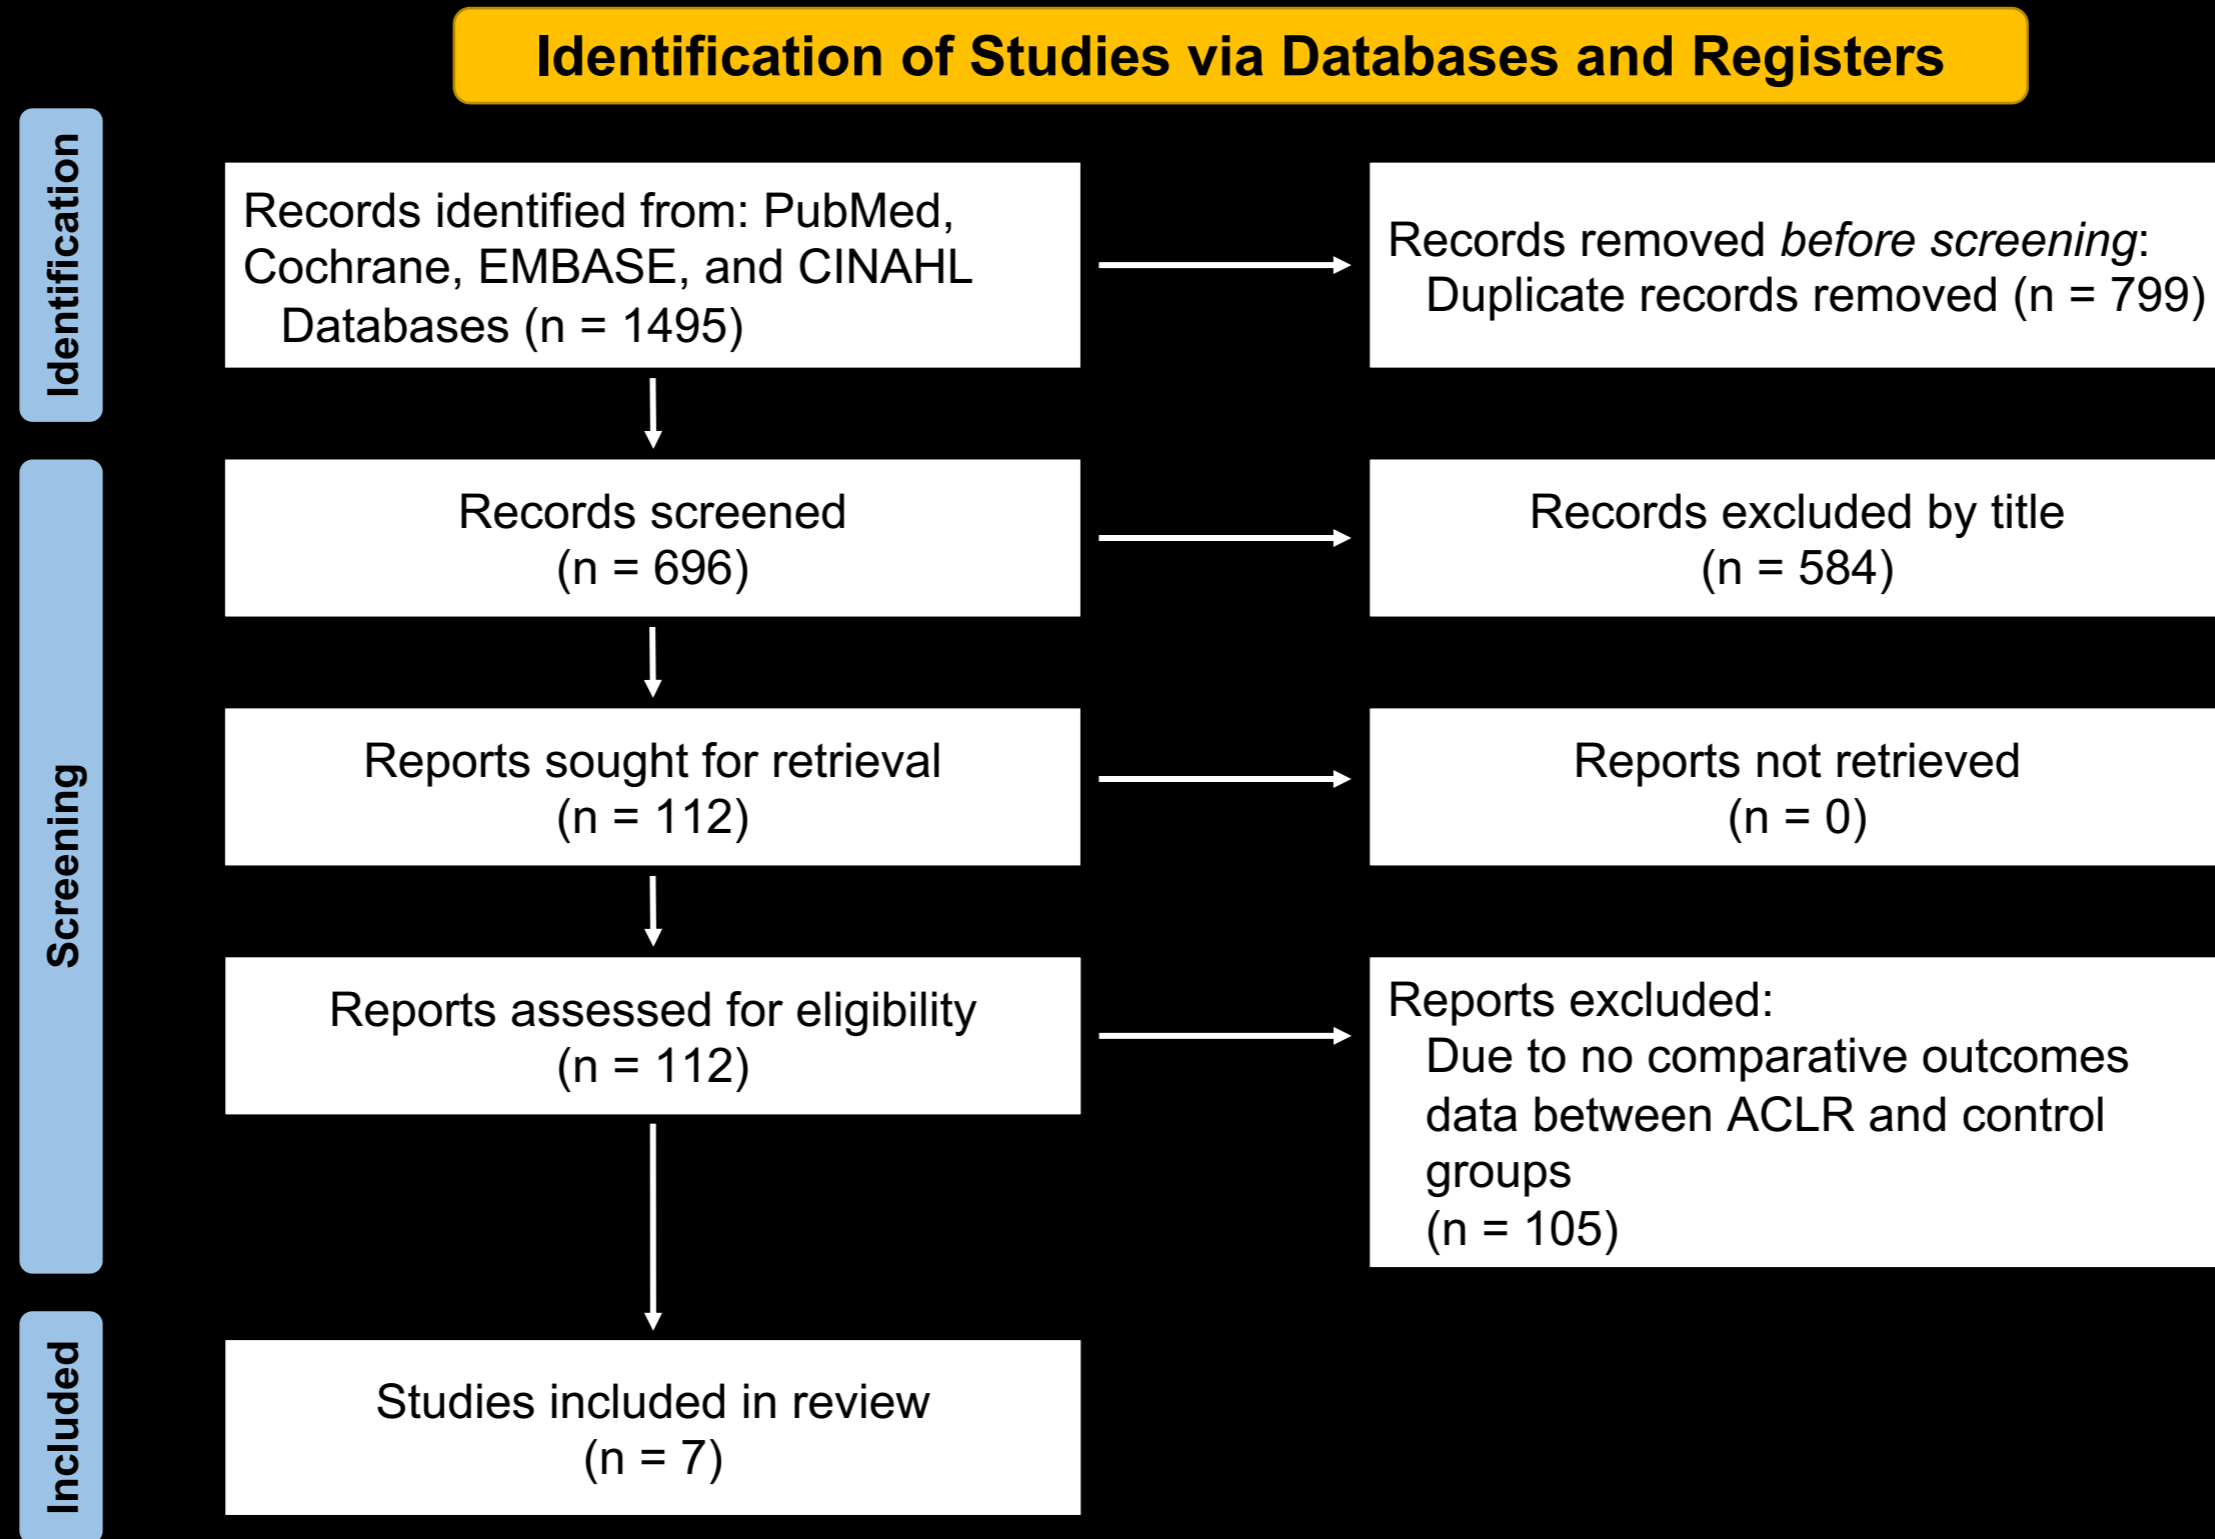 Identification of Studies via Databases and Registers
Identification
Records identified from: PubMed,
Cochrane, EMBASE, and CINAHL
Databases (n = 1495)
Records removed before screening:
Duplicate records removed (n = 799)
Screening
Records screened
(n = 696)
Records excluded by title
(n = 584)
Reports sought for retrieval
(n = 112)
Reports not retrieved
(n = 0)
Reports assessed for eligibility
(n = 112)
Reports excluded:
Due to no comparative outcomes
data between ACLR and control
groups
(n = 105)
Included
Studies included in review
(n = 7)